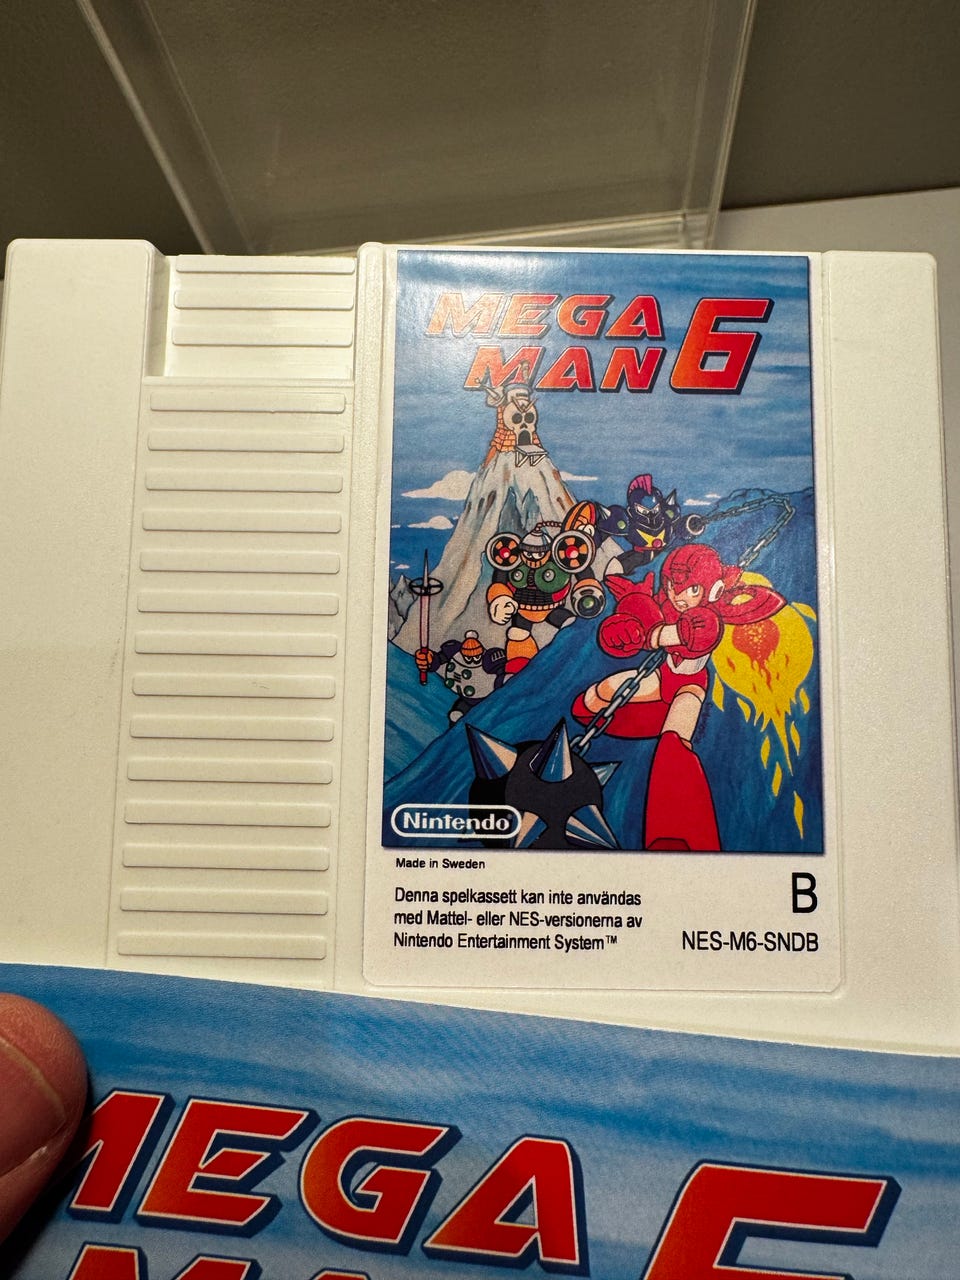 MEGA
MAN 6
Nintendo
Made in Sweden
Denna spelkassett kan inte användas
med Mattel- eller NES-versionerna av
Nintendo Entertainment System™
B
NES-M6-SNDB
MEGA
6